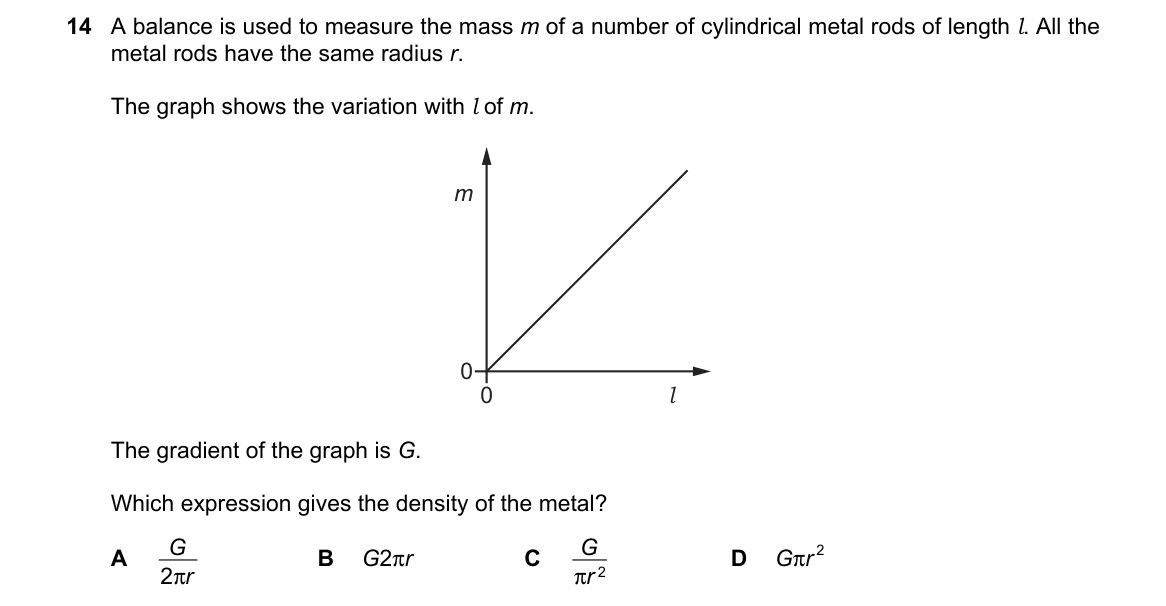 14 A balance is used to measure the mass m of a number of cylindrical metal rods of length l. All the
metal rods have the same radius r.
The graph shows the variation with l of m.
m
0
0
l
The gradient of the graph is G.
Which expression gives the density of the metal?
A G/2πr B G2πr C G/πr² D Gπr²